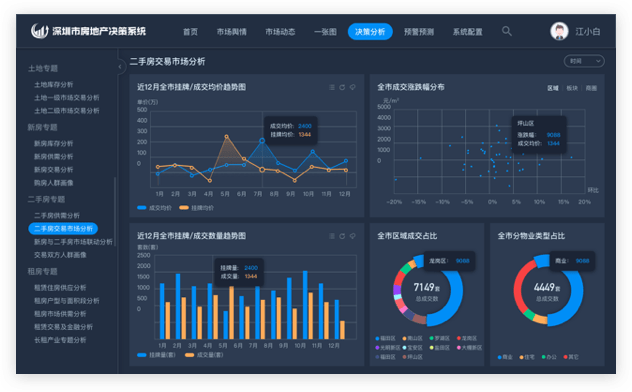 深圳市房地产决策系统
首页 市场舆情 市场动态 一张图 决策分析 预警预测 系统配置 江小白
土地专题
土地库存分析
土地一级市场交易分析
土地二级市场交易分析
新房专题
新房库存分析
新房供需分析
新房交易分析
购房人群画像
二手房专题
二手房供需分析
二手房交易市场分析
新房与二手房市场联动分析
交易双方人群画像
租房专题
租赁住房供应分析
租房户型与面积段分析
租房市场供需分析
租赁交易及金融分析
长租产业专题分析
二手房交易市场分析
时间
近12月全市挂牌/成交均价趋势图
单价(万)
500
400
300
200
100
0
成交均价: 2400
挂牌均价: 1344
1月 2月 3月 4月 5月 6月 7月 8月 9月 10月 11月 12月
成交均价 挂牌均价
全市成交涨跌幅分布
区域 板块 商圈
元/m²
5000
4000
3000
2000
1000
0
坪山区
涨跌幅: 9088
成交均价: 1344
环比
-20% -15% -10% -5% 0% 5% 10% 15% 20%
近12月全市挂牌/成交数量趋势图
套数(套)
2500
2000
1500
1000
500
0
挂牌量: 2400
成交量: 1344
1月 2月 3月 4月 5月 6月 7月 8月 9月 10月 11月 12月
挂牌量(套) 成交量(套)
全市区域成交占比
龙岗区: 9088
7149套
总成交数
福田区 南山区 罗湖区 龙岗区
光明新区 宝安区 盐田区 大鹏新区
福田区 坪山区
全市分物业类型占比
商业: 9088
4449套
总成交数
商业 住宅 办公 其它